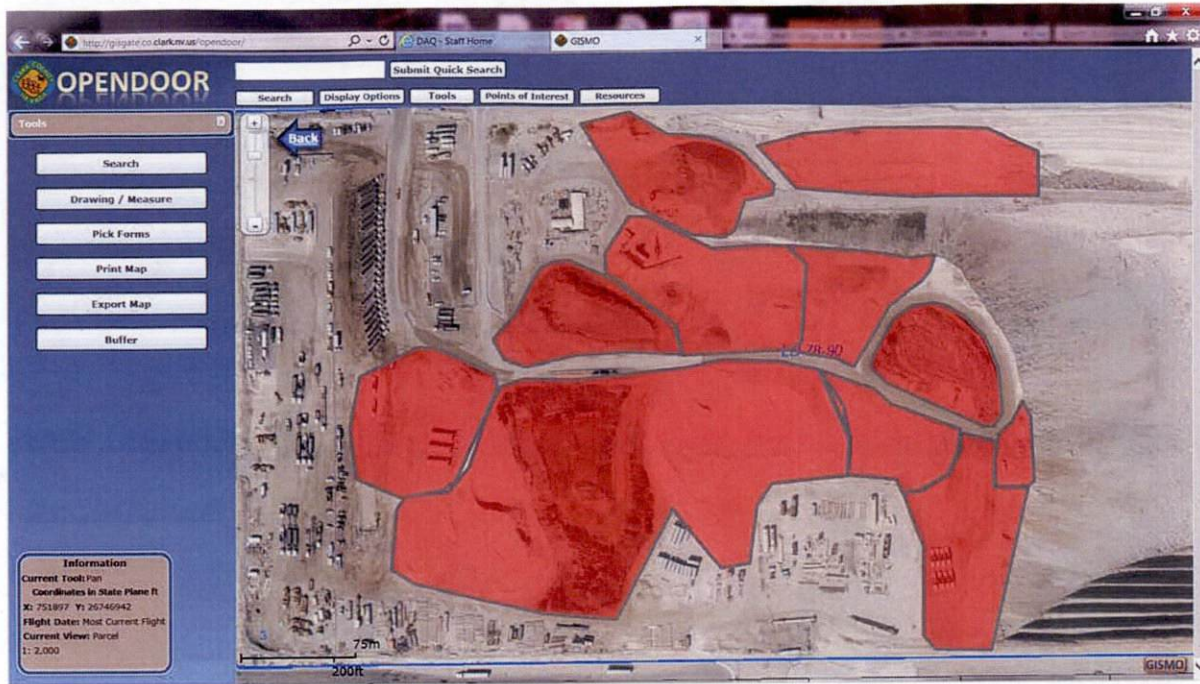 http://gisgate.co.clark.nv.us/opendoor/
DAQ - Staff Home
GISMO
OPENDOOR
Submit Quick Search
Search
Display Options
Tools
Points of Interest
Resources
Tools
Back
Search
Drawing / Measure
Pick Forms
Print Map
Export Map
Buffer
Information
Current Tool: Pan
Coordinates in State Plane ft
X: 751897 Y: 26746942
Flight Date: Most Current Flight
Current View: Parcel
1: 2,000
75m
200ft
GISMO